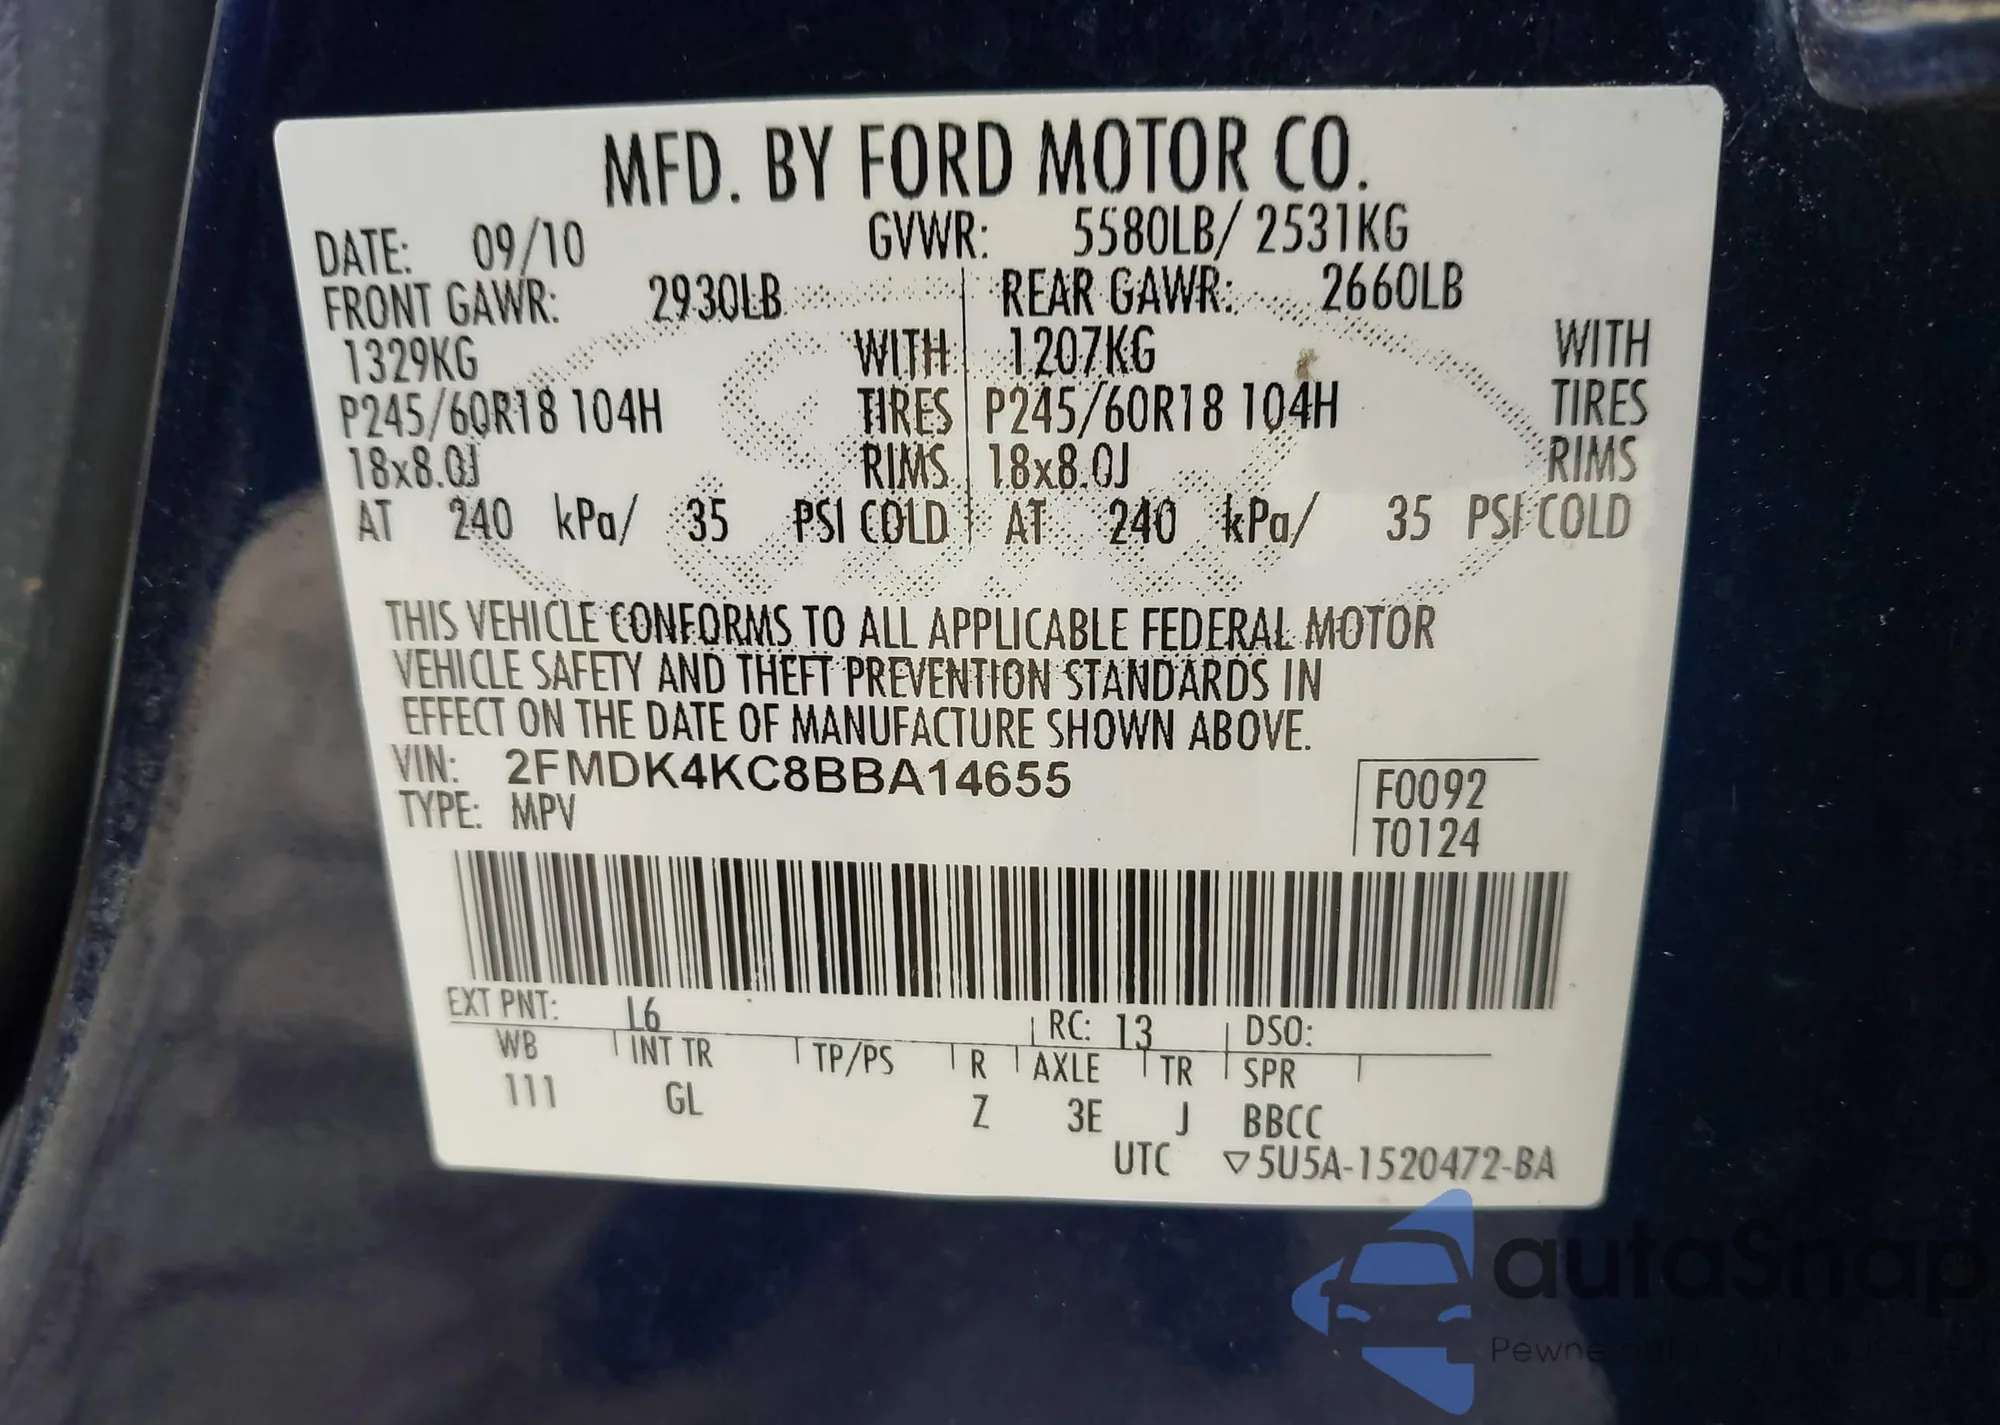 MFD. BY FORD MOTOR CO.
DATE: 09/10 GVWR: 5580LB/ 2531KG
FRONT GAWR: 2930LB REAR GAWR: 2660LB
1329KG WITH 1207KG WITH
P245/60R18 104H TIRES P245/60R18 104H TIRES
18x8.0J RIMS 18x8.0J RIMS
AT 240 kPa/ 35 PSI COLD AT 240 kPa/ 35 PSI COLD
THIS VEHICLE CONFORMS TO ALL APPLICABLE FEDERAL MOTOR
VEHICLE SAFETY AND THEFT PREVENTION STANDARDS IN
EFFECT ON THE DATE OF MANUFACTURE SHOWN ABOVE.
VIN: 2FMDK4KC8BBA14655 F0092
TYPE: MPV T0124
EXT PNT: L6 RC: 13 DSO:
WB INT TR TP/PS R AXLE TR SPR
111 GL Z 3E J BBCC
UTC ▽5U5A-1520472-BA
autaSnap
Pewne auta